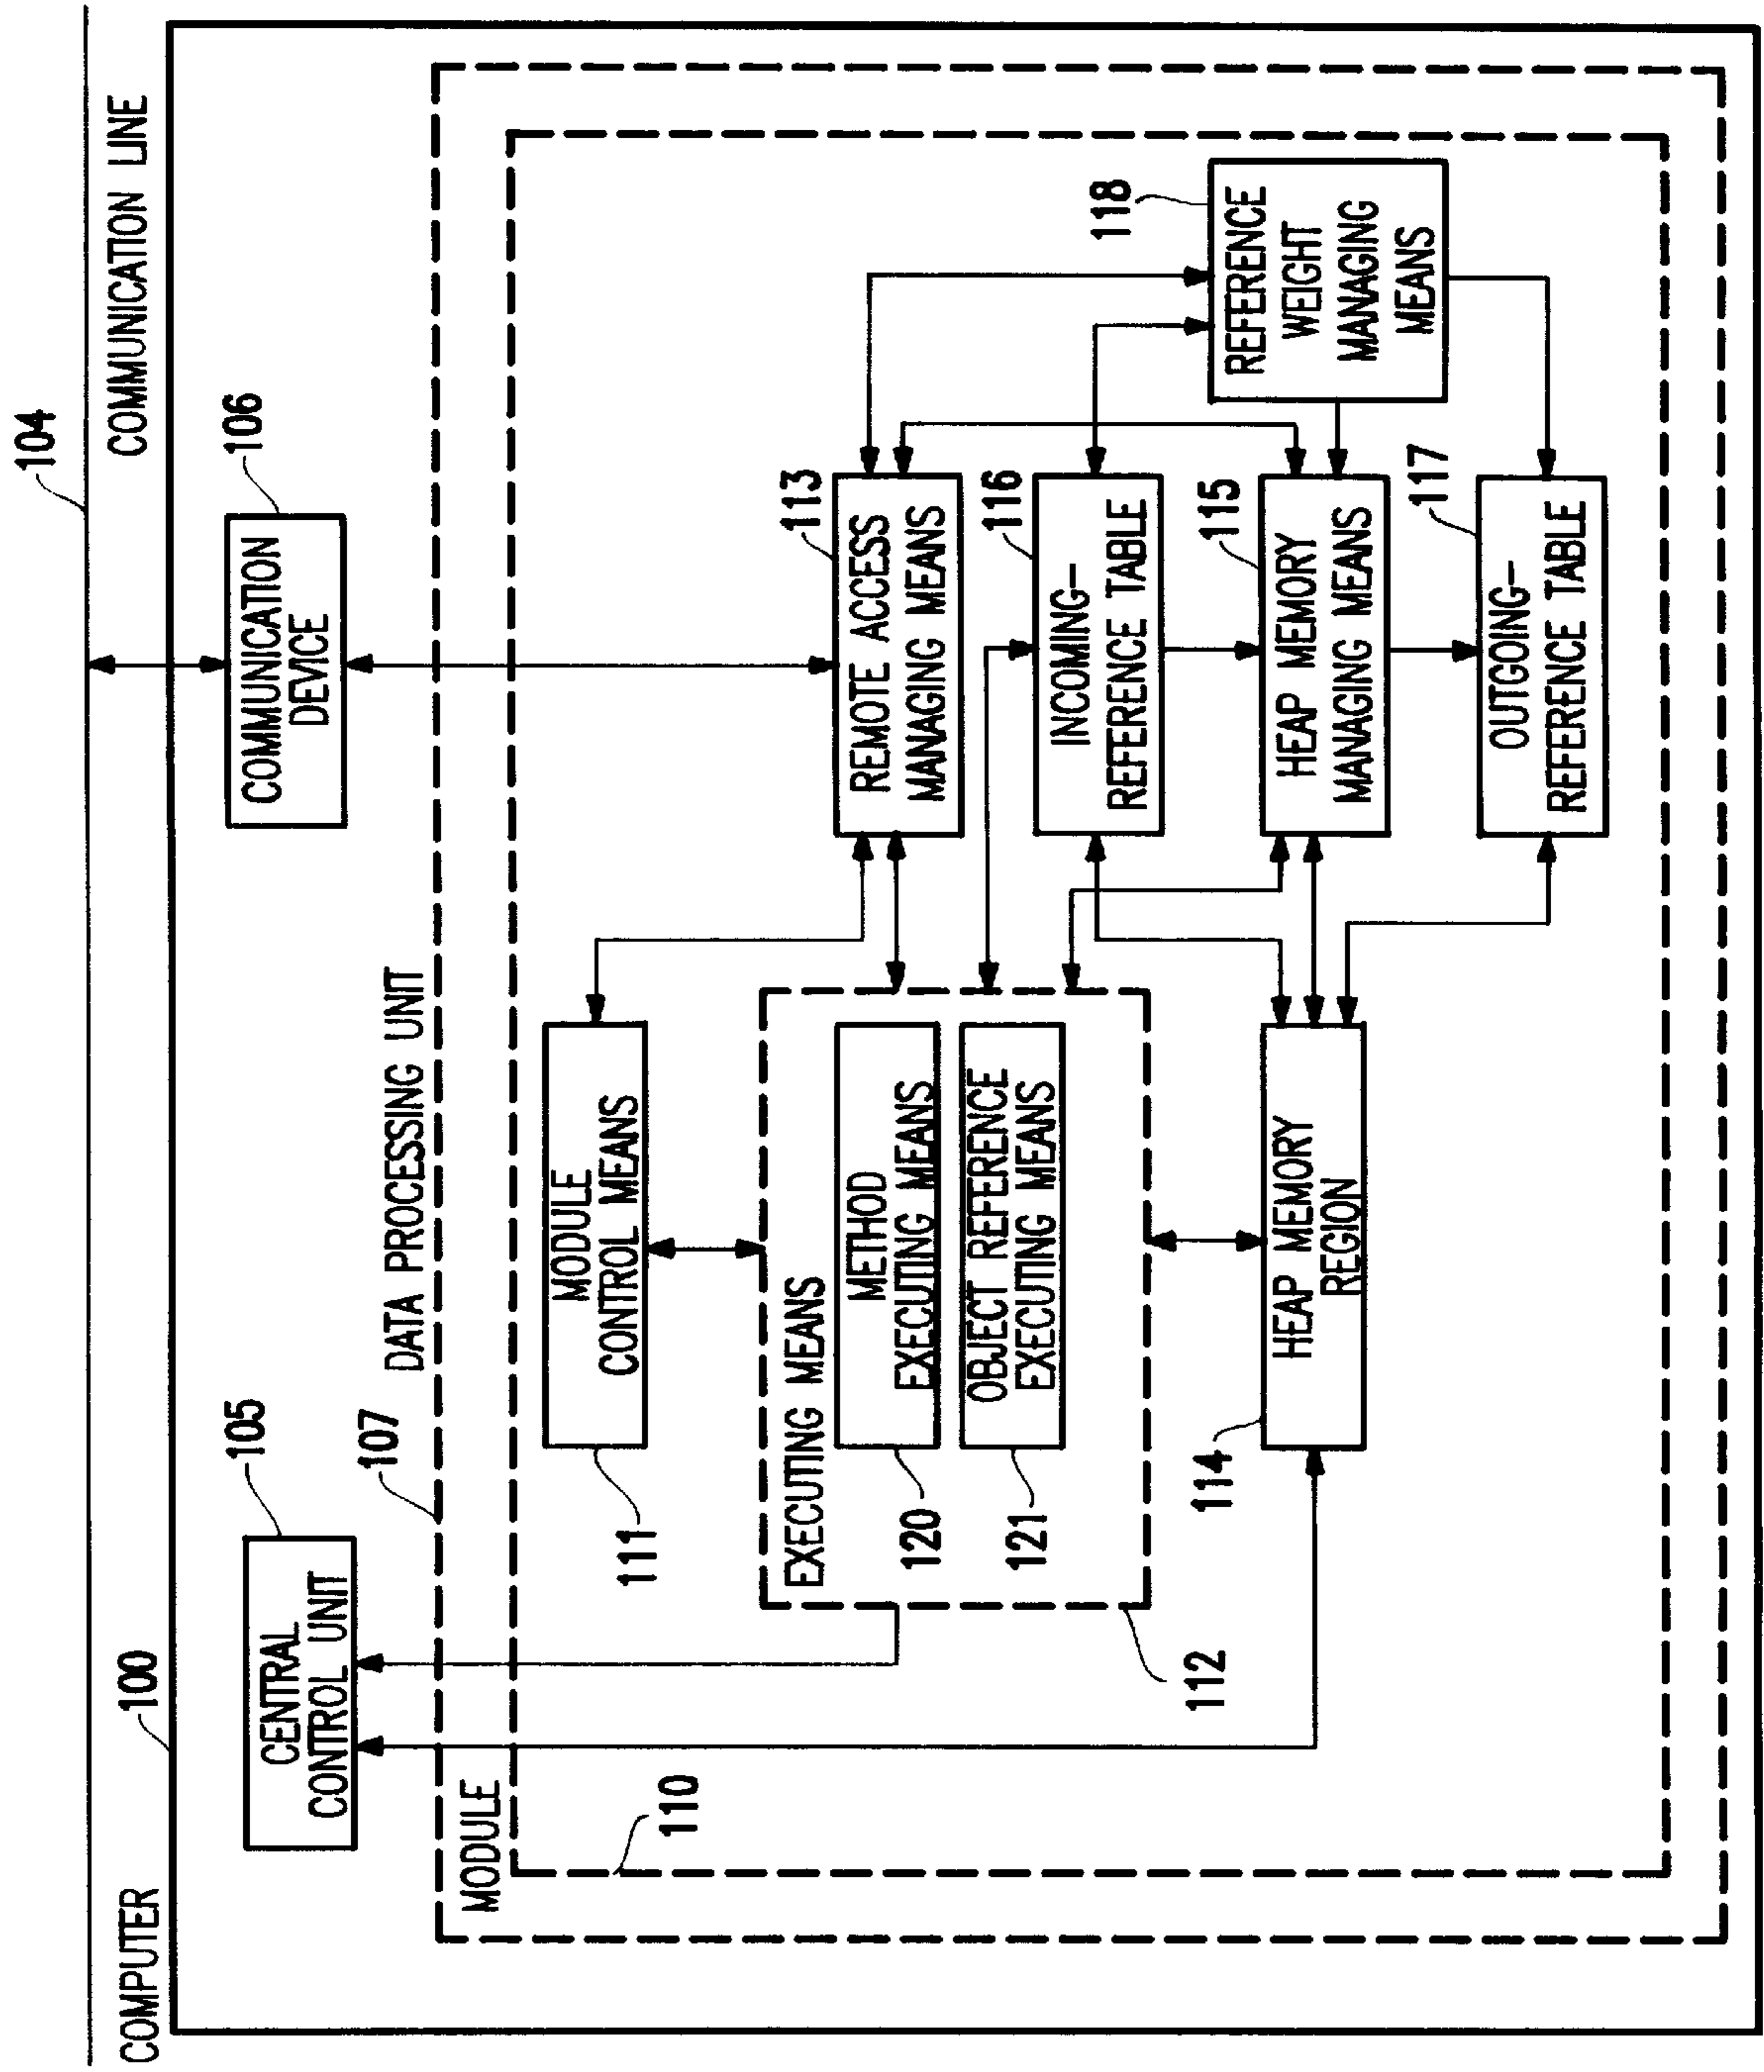 104
COMMUNICATION LINE
COMPUTER
100
105
CENTRAL
CONTROL UNIT
106
COMMUNICATION
DEVICE
107
DATA PROCESSING UNIT
MODULE
110
111
MODULE
CONTROL MEANS
EXECUTING MEANS
112
120
METHOD
EXECUTING MEANS
121
OBJECT REFERENCE
EXECUTING MEANS
113
REMOTE ACCESS
MANAGING MEANS
116
INCOMING-
REFERENCE TABLE
114
HEAP MEMORY
REGION
115
HEAP MEMORY
MANAGING MEANS
117
OUTGOING-
REFERENCE TABLE
118
REFERENCE
WEIGHT
MANAGING
MEANS